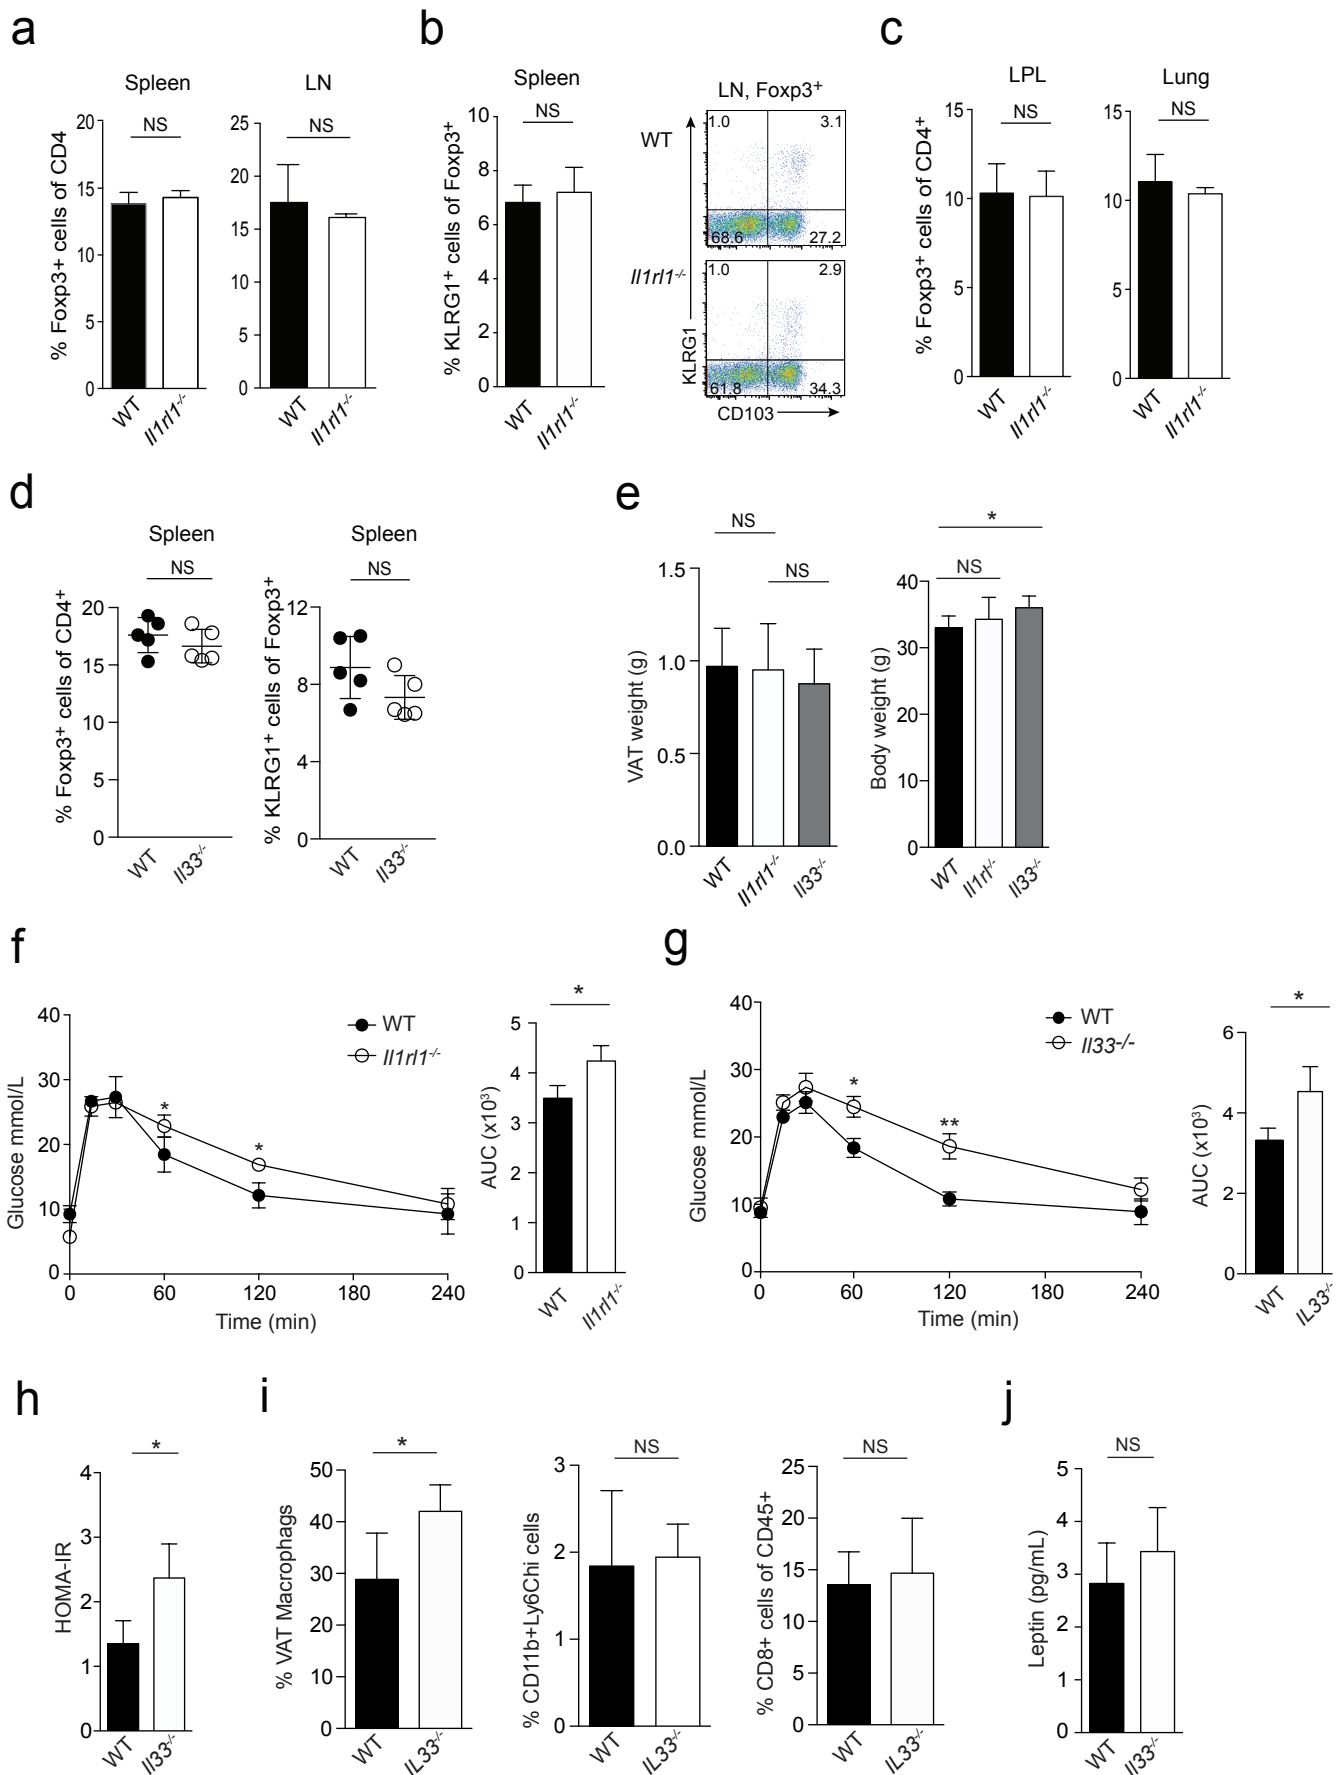 a
Spleen
NS
% Foxp3+ cells of CD4
20
15
10
5
0
WT
Il1rl1-/-
LN
NS
25
20
15
10
5
0
WT
Il1rl1-/-
b
Spleen
NS
% KLRG1+ cells of Foxp3+
10
8
6
4
2
0
WT
Il1rl1-/-
LN, Foxp3+
WT
1.0 3.1
68.6 27.2
Il1rl1-/-
1.0 2.9
61.8 34.3
KLRG1
CD103
c
LPL
NS
% Foxp3+ cells of CD4+
15
10
5
0
WT
Il1rl1-/-
Lung
NS
15
10
5
0
WT
Il1rl1-/-
d
Spleen
NS
% Foxp3+ cells of CD4+
20
15
10
5
0
WT
Il33-/-
Spleen
NS
% KLRG1+ cells of Foxp3+
12
8
4
0
WT
Il33-/-
e
NS
NS
VAT weight (g)
1.5
1.0
0.5
0.0
WT
Il1rl1-/-
Il33-/-
*
NS
Body weight (g)
40
30
20
10
0
WT
Il1rl-/-
Il33-/-
f
Glucose mmol/L
40
30
20
10
0
WT
Il1rl1-/-
*
*
0 60 120 180 240
Time (min)
*
AUC (x10³)
5
4
3
2
1
0
WT
Il1rl1-/-
g
Glucose mmol/L
40
30
20
10
0
WT
Il33-/-
*
**
0 60 120 180 240
Time (min)
*
AUC (x10³)
6
4
2
0
WT
IL33-/-
h
*
HOMA-IR
4
3
2
1
0
WT
Il33-/-
i
*
% VAT Macrophags
50
40
30
20
10
0
WT
IL33-/-
NS
% CD11b+Ly6Chi cells
3
2
1
0
WT
IL33-/-
NS
% CD8+ cells of CD45+
25
20
15
10
5
0
WT
IL33-/-
j
NS
Leptin (pg/mL)
5
4
3
2
1
0
WT
Il33-/-